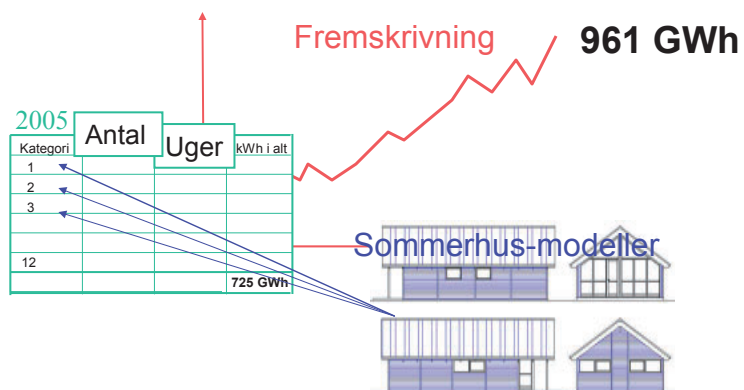 Fremskrivning 961 GWh
2005
Antal
Uger
Kategori kWh i alt
1
2
3
12
725 GWh
Sommerhus-modeller